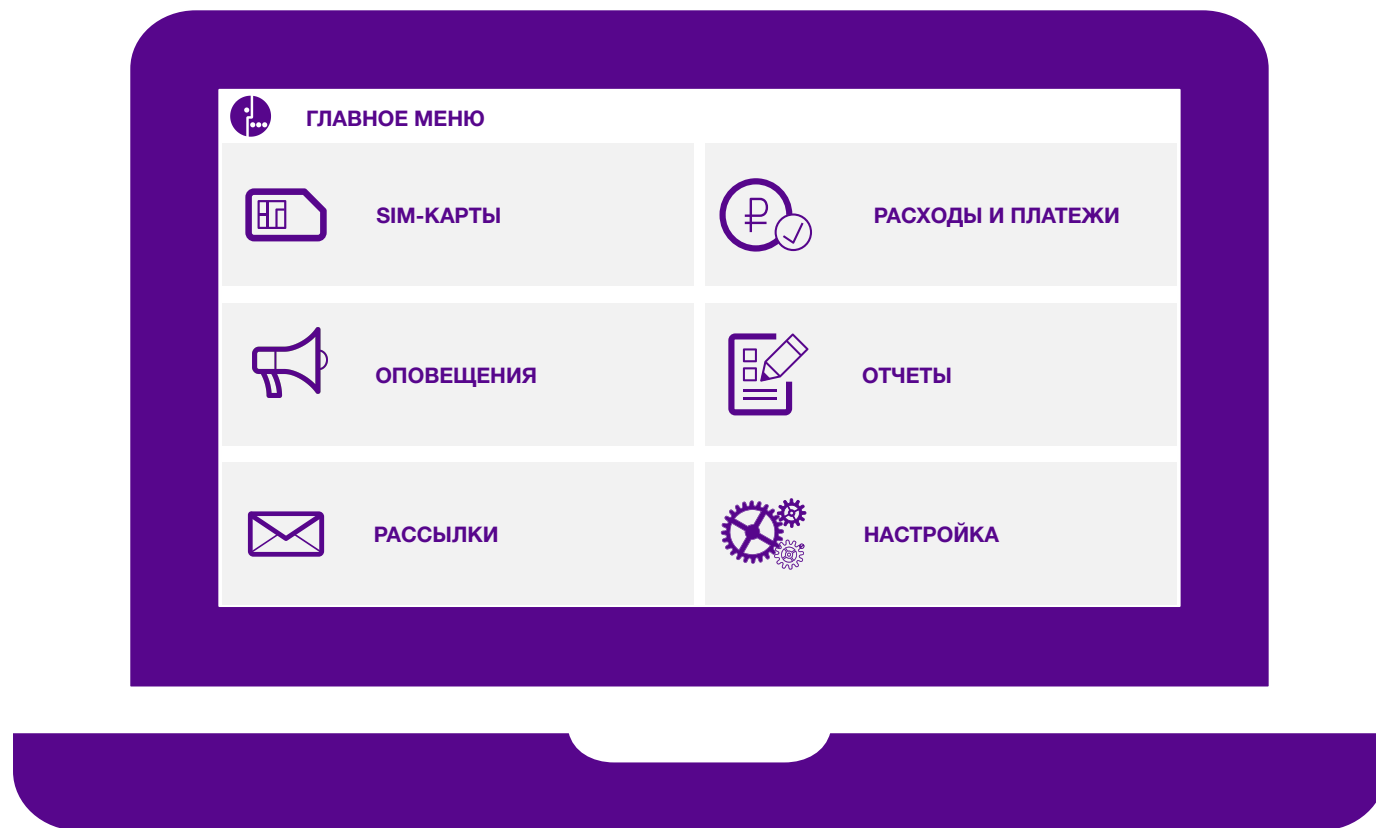 ГЛАВНОЕ МЕНЮ
SIM-КАРТЫ
РАСХОДЫ И ПЛАТЕЖИ
ОПОВЕЩЕНИЯ
ОТЧЕТЫ
РАССЫЛКИ
НАСТРОЙКА